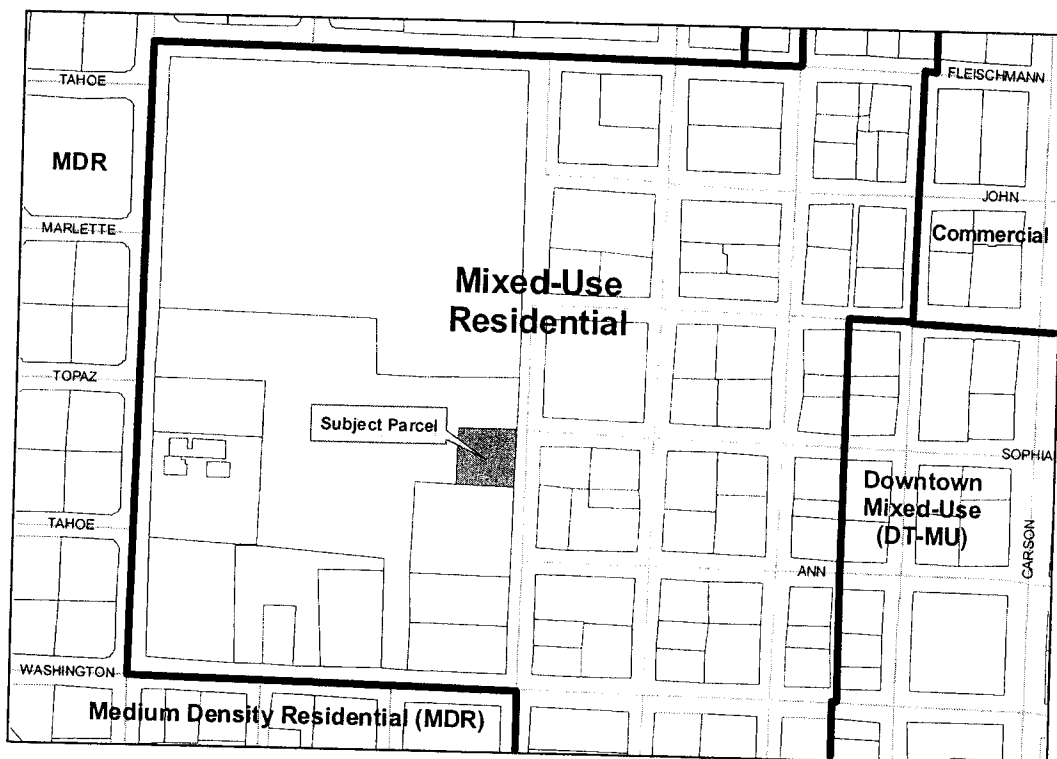 TAHOE
FLEISCHMANN
MDR
JOHN
MARLETTE
Commercial
Mixed-Use
Residential
TOPAZ
Subject Parcel
SOPHIA
Downtown
Mixed-Use
(DT-MU)
TAHOE
ANN
CARSON
WASHINGTON
Medium Density Residential (MDR)